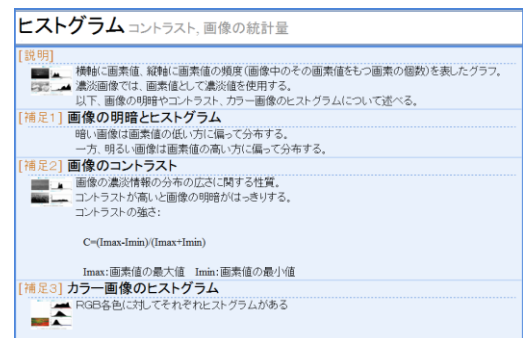 ヒストグラム コントラスト, 画像の統計量
[説明]
横軸に画素値、縦軸に画素値の頻度(画像中のその画素値をもつ画素の個数)を表したグラフ。
濃淡画像では、画素値として濃淡値を使用する。
以下、画像の明暗やコントラスト、カラー画像のヒストグラムについて述べる。
[補足1] 画像の明暗とヒストグラム
暗い画像は画素値の低い方に偏って分布する。
一方、明るい画像は画素値の高い方に偏って分布する。
[補足2] 画像のコントラスト
画像の濃淡情報の分布の広さに関する性質。
コントラストが高いと画像の明暗がはっきりする。
コントラストの強さ:
C=(Imax-Imin)/(Imax+Imin)
Imax:画素値の最大値 Imin:画素値の最小値
[補足3] カラー画像のヒストグラム
RGB各色に対してそれぞれヒストグラムがある